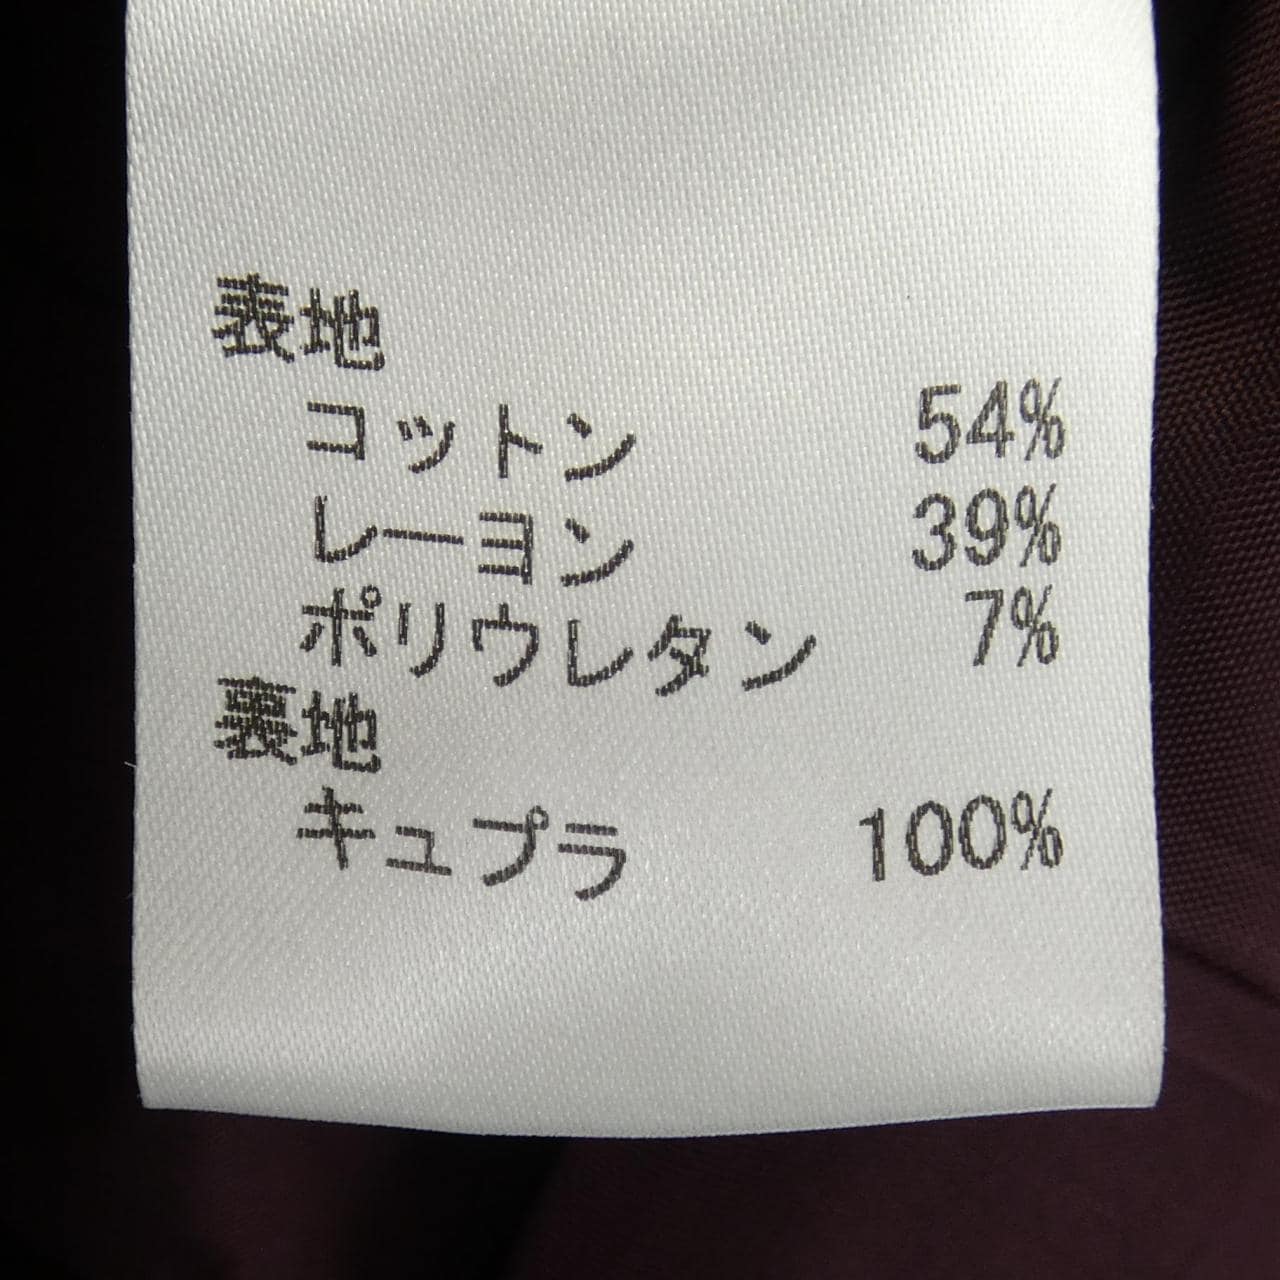 表地
コットン 54%
レーヨン 39%
ポリウレタン 7%
裏地
キュプラ 100%